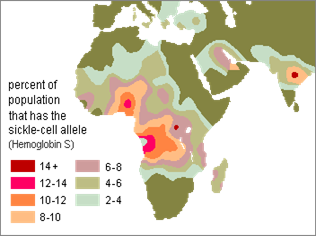 percent of
population
that has the
sickle-cell allele
(Hemoglobin S)
14+
12-14
10-12
8-10
6-8
4-6
2-4